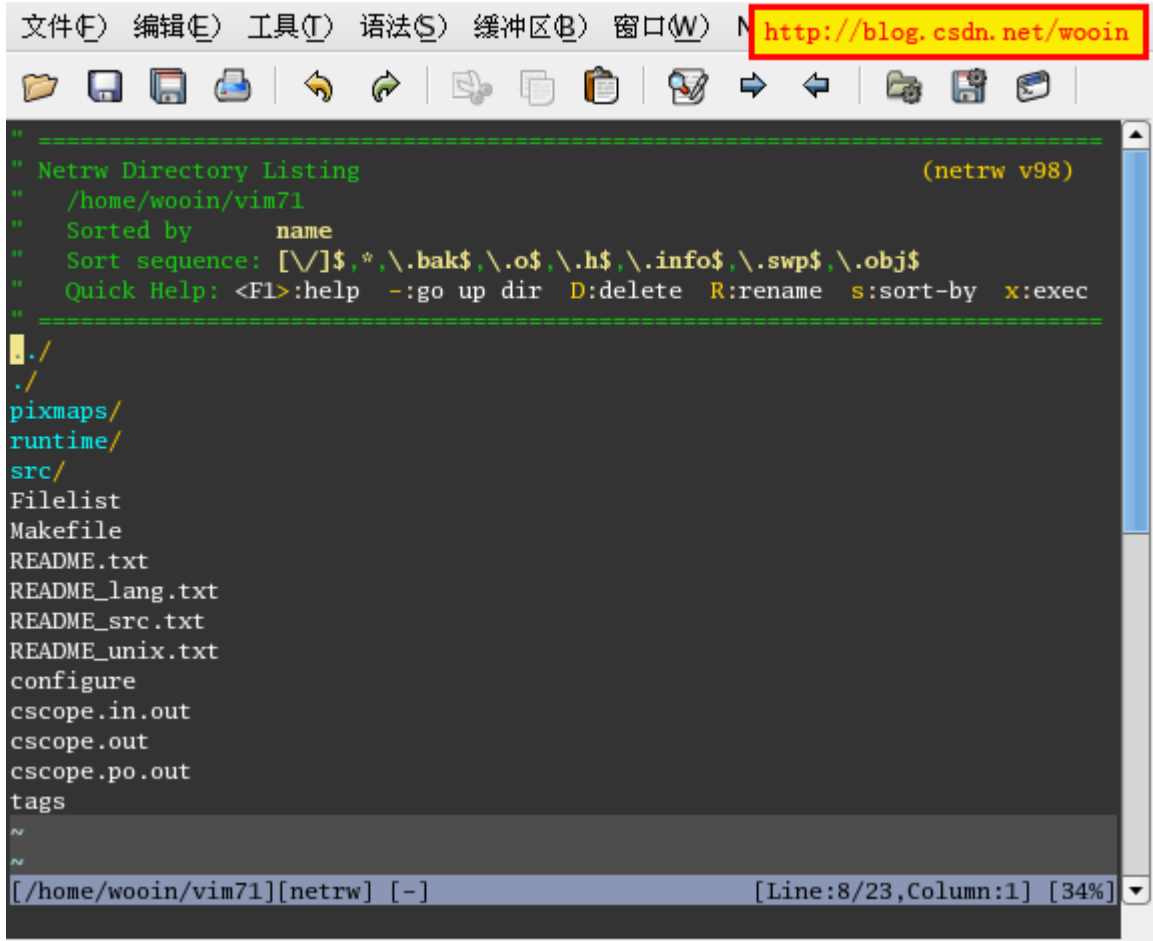 文件(F) 编辑(E) 工具(T) 语法(S) 缓冲区(B) 窗口(W) N
http://blog.csdn.net/wooin
" ============================================================================
" Netrw Directory Listing (netrw v98)
" /home/wooin/vim71
" Sorted by name
" Sort sequence: [\/]$,*,\.bak$,\.o$,\.h$,\.info$,\.swp$,\.obj$
" Quick Help: <F1>:help -:go up dir D:delete R:rename s:sort-by x:exec
" ============================================================================
../
./
pixmaps/
runtime/
src/
Filelist
Makefile
README.txt
README_lang.txt
README_src.txt
README_unix.txt
configure
cscope.in.out
cscope.out
cscope.po.out
tags
~
~
[/home/wooin/vim71][netrw] [-] [Line:8/23,Column:1] [34%]